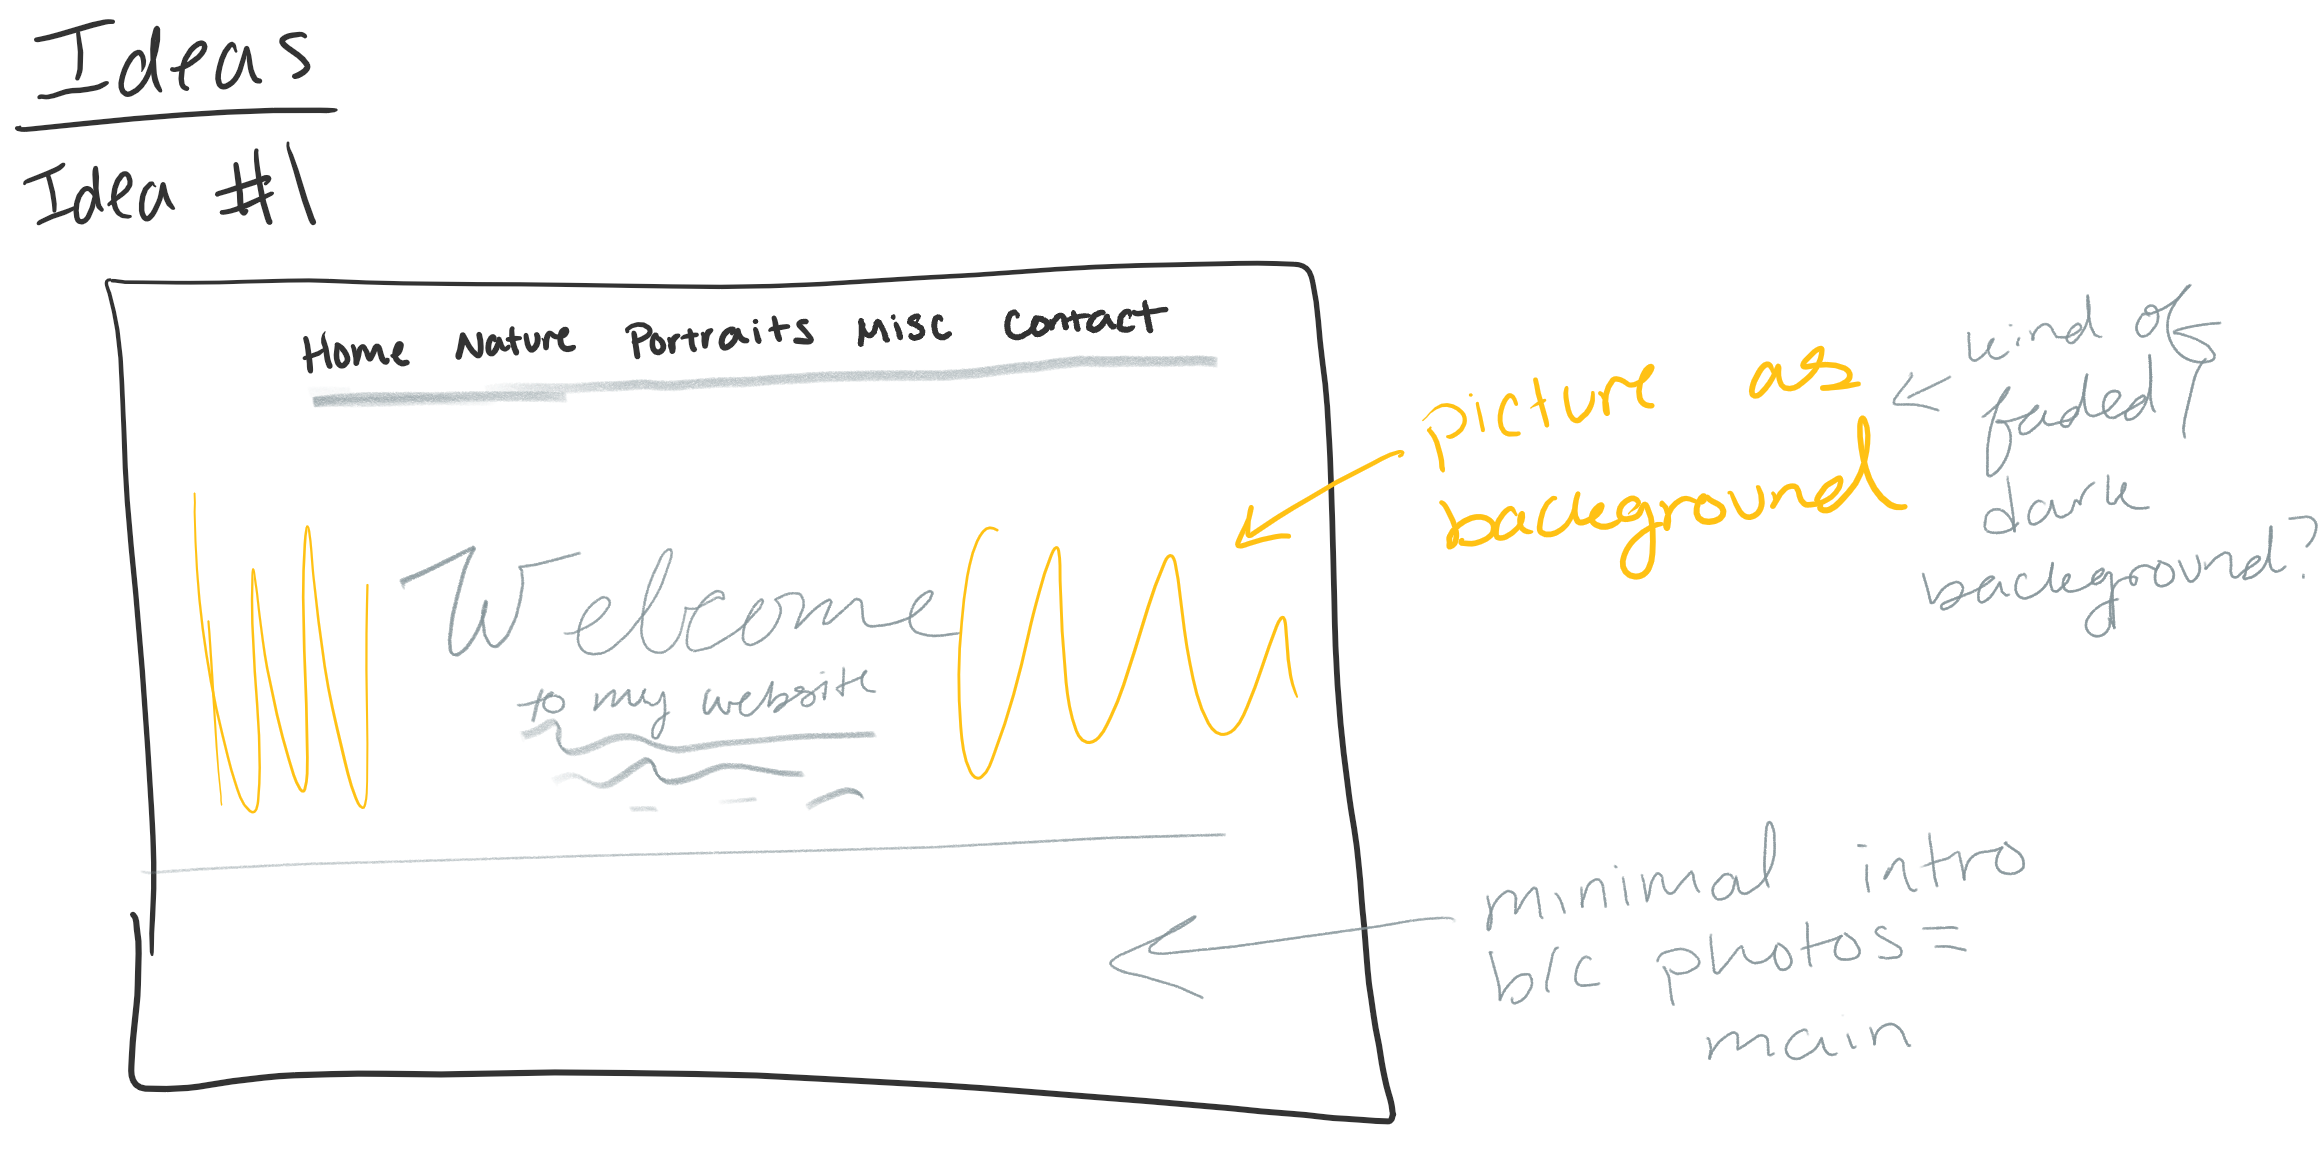 Ideas
Idea #1
Home Nature Portraits Misc Contact
Welcome
to my website
picture as
background
kind of
faded,
dark
background?
minimal intro
b/c photos =
main